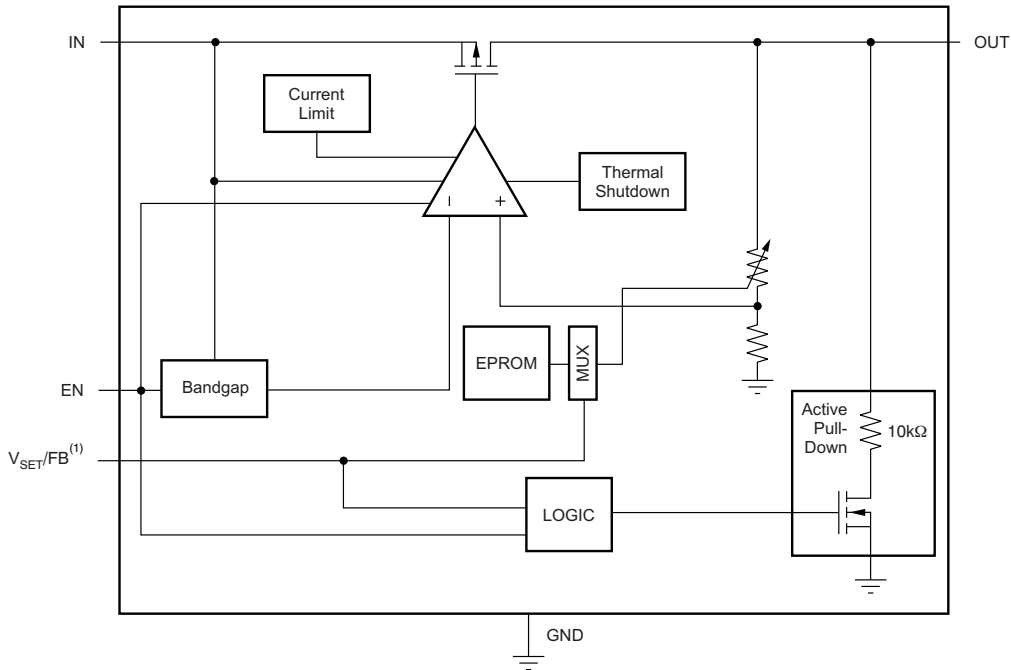 IN
OUT
Current
Limit
Thermal
Shutdown
EPROM
MUX
EN
Bandgap
Active
Pull-
Down
10kΩ
V_SET/FB(1)
LOGIC
GND